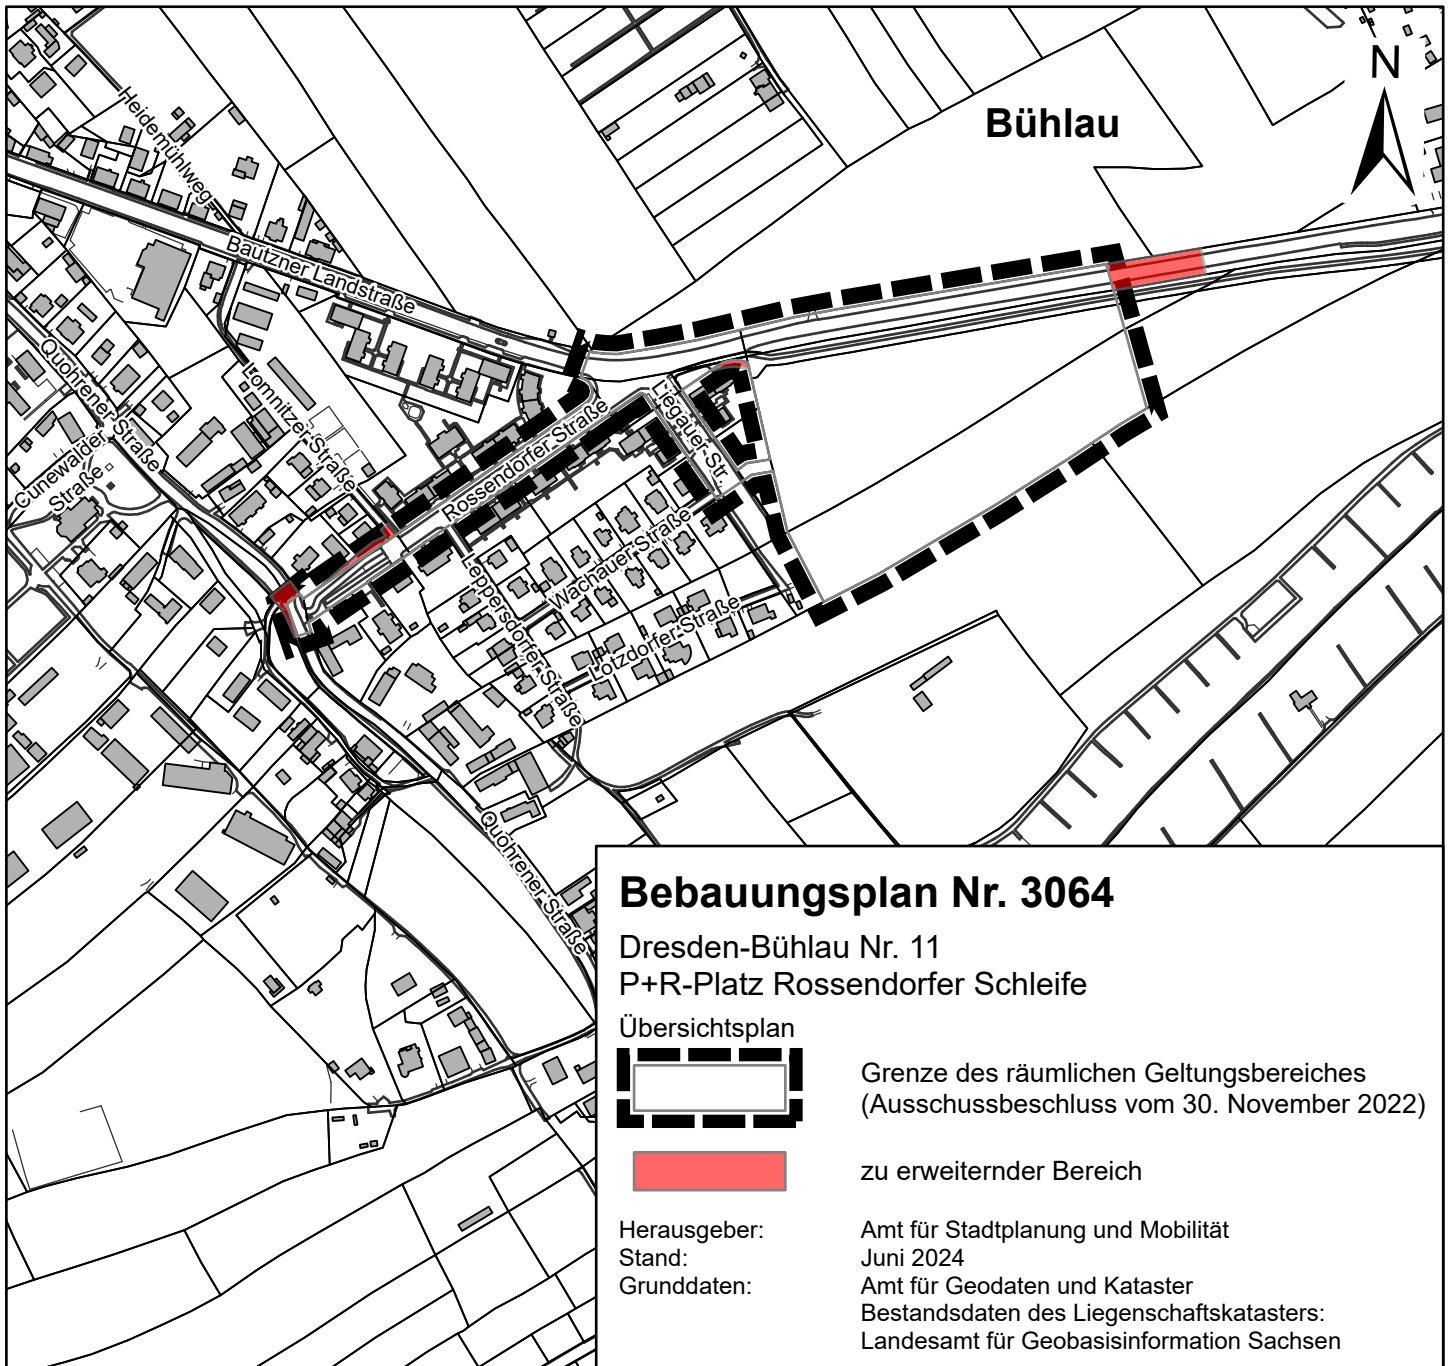 N
Bühlau
Heidemühlweg
Bautzner Landstraße
Quohrener Straße
Lomnitzer Straße
Cunewalder
Straße
Rossendorfer Straße
Liegauer Str.
Wachauer Straße
Leppersdorfer Straße
Lotzdorfer Straße
Quohrener Straße
Bebauungsplan Nr. 3064
Dresden-Bühlau Nr. 11
P+R-Platz Rossendorfer Schleife
Übersichtsplan
Grenze des räumlichen Geltungsbereiches
(Ausschussbeschluss vom 30. November 2022)
zu erweiternder Bereich
Herausgeber: Amt für Stadtplanung und Mobilität
Stand: Juni 2024
Grunddaten: Amt für Geodaten und Kataster
Bestandsdaten des Liegenschaftskatasters:
Landesamt für Geobasisinformation Sachsen